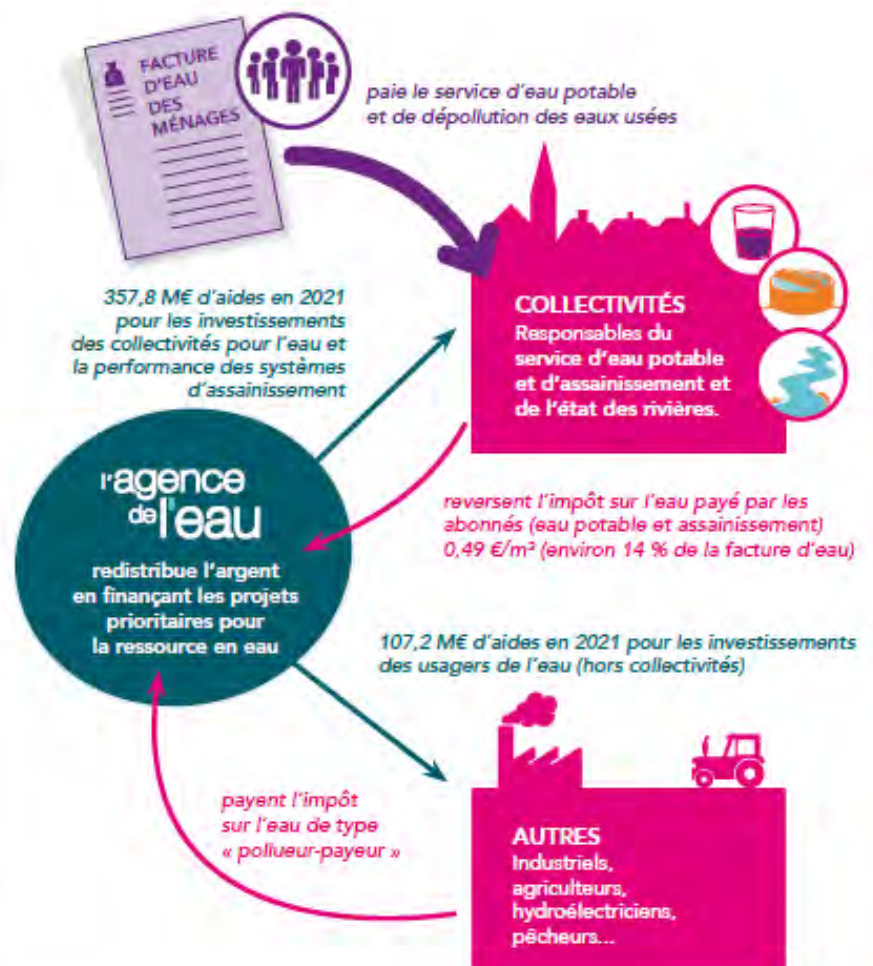 FACTURE
D'EAU
DES
MÉNAGES
paie le service d'eau potable
et de dépollution des eaux usées
357,8 M€ d'aides en 2021
pour les investissements
des collectivités pour l'eau et
la performance des systèmes
d'assainissement
COLLECTIVITÉS
Responsables du
service d'eau potable
et d'assainissement et
de l'état des rivières.
l'agence
de l'eau
redistribue l'argent
en finançant les projets
prioritaires pour
la ressource en eau
reversent l'impôt sur l'eau payé par les
abonnés (eau potable et assainissement)
0,49 €/m³ (environ 14 % de la facture d'eau)
107,2 M€ d'aides en 2021 pour les investissements
des usagers de l'eau (hors collectivités)
payent l'impôt
sur l'eau de type
« pollueur-payeur »
AUTRES
Industriels,
agriculteurs,
hydroélectriciens,
pêcheurs...